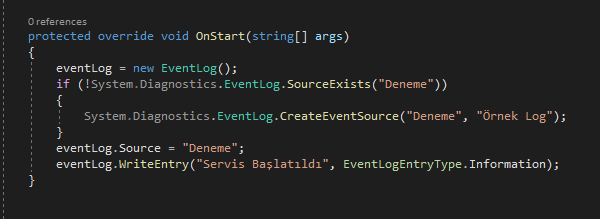 0 references
protected override void OnStart(string[] args)
{
eventLog = new EventLog();
if (!System.Diagnostics.EventLog.SourceExists("Deneme"))
{
System.Diagnostics.EventLog.CreateEventSource("Deneme", "Örnek Log");
}
eventLog.Source = "Deneme";
eventLog.WriteEntry("Servis Başlatıldı", EventLogEntryType.Information);
}